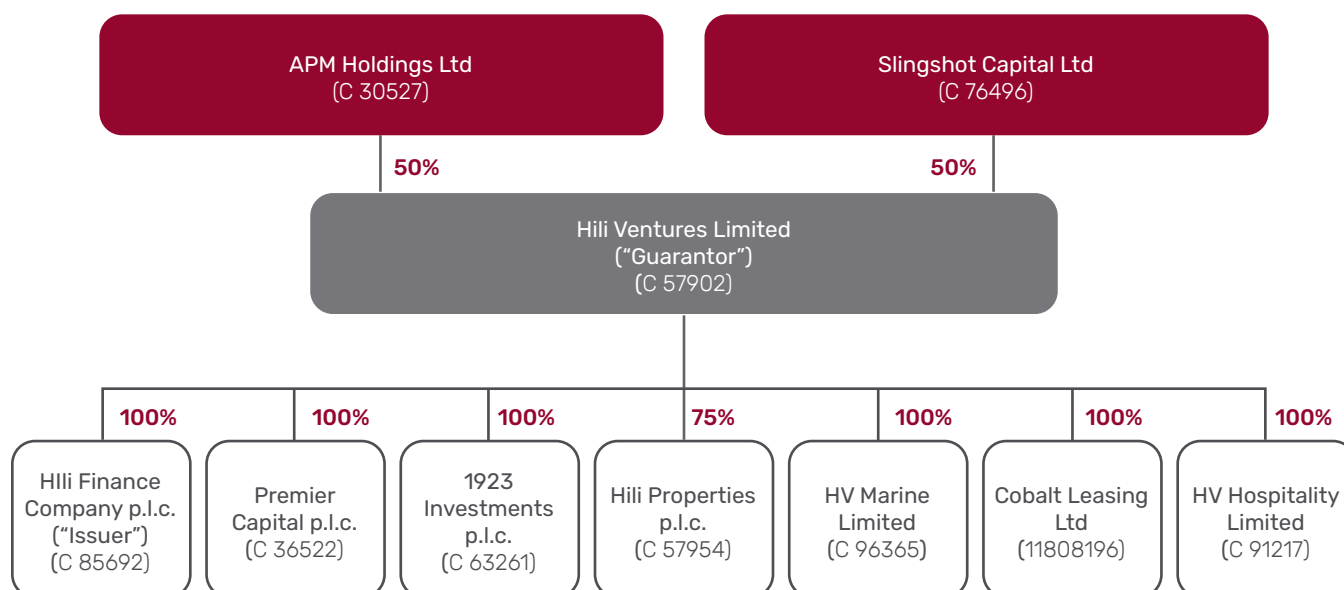 APM Holdings Ltd
(C 30527)
Slingshot Capital Ltd
(C 76496)
50%
50%
Hili Ventures Limited
(“Guarantor”)
(C 57902)
100%
100%
100%
75%
100%
100%
100%
HIli Finance
Company p.l.c.
(“Issuer”)
(C 85692)
Premier
Capital p.l.c.
(C 36522)
1923
Investments
p.l.c.
(C 63261)
Hili Properties
p.l.c.
(C 57954)
HV Marine
Limited
(C 96365)
Cobalt Leasing
Ltd
(11808196)
HV Hospitality
Limited
(C 91217)